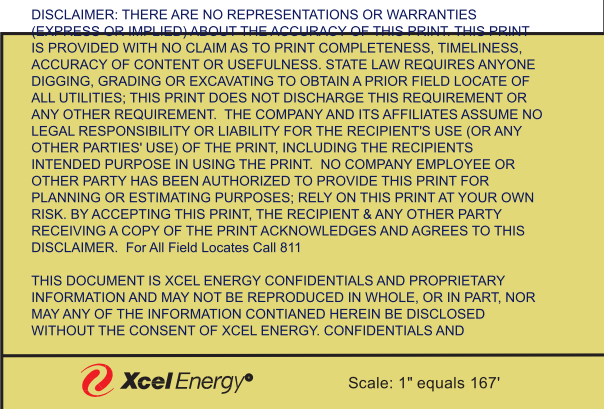 DISCLAIMER: THERE ARE NO REPRESENTATIONS OR WARRANTIES
(EXPRESS OR IMPLIED) ABOUT THE ACCURACY OF THIS PRINT. THIS PRINT
IS PROVIDED WITH NO CLAIM AS TO PRINT COMPLETENESS, TIMELINESS,
ACCURACY OF CONTENT OR USEFULNESS. STATE LAW REQUIRES ANYONE
DIGGING, GRADING OR EXCAVATING TO OBTAIN A PRIOR FIELD LOCATE OF
ALL UTILITIES; THIS PRINT DOES NOT DISCHARGE THIS REQUIREMENT OR
ANY OTHER REQUIREMENT. THE COMPANY AND ITS AFFILIATES ASSUME NO
LEGAL RESPONSIBILITY OR LIABILITY FOR THE RECIPIENT'S USE (OR ANY
OTHER PARTIES' USE) OF THE PRINT, INCLUDING THE RECIPIENTS
INTENDED PURPOSE IN USING THE PRINT. NO COMPANY EMPLOYEE OR
OTHER PARTY HAS BEEN AUTHORIZED TO PROVIDE THIS PRINT FOR
PLANNING OR ESTIMATING PURPOSES; RELY ON THIS PRINT AT YOUR OWN
RISK. BY ACCEPTING THIS PRINT, THE RECIPIENT & ANY OTHER PARTY
RECEIVING A COPY OF THE PRINT ACKNOWLEDGES AND AGREES TO THIS
DISCLAIMER. For All Field Locates Call 811
THIS DOCUMENT IS XCEL ENERGY CONFIDENTIALS AND PROPRIETARY
INFORMATION AND MAY NOT BE REPRODUCED IN WHOLE, OR IN PART, NOR
MAY ANY OF THE INFORMATION CONTIANED HEREIN BE DISCLOSED
WITHOUT THE CONSENT OF XCEL ENERGY. CONFIDENTIALS AND
Xcel Energy® Scale: 1" equals 167'